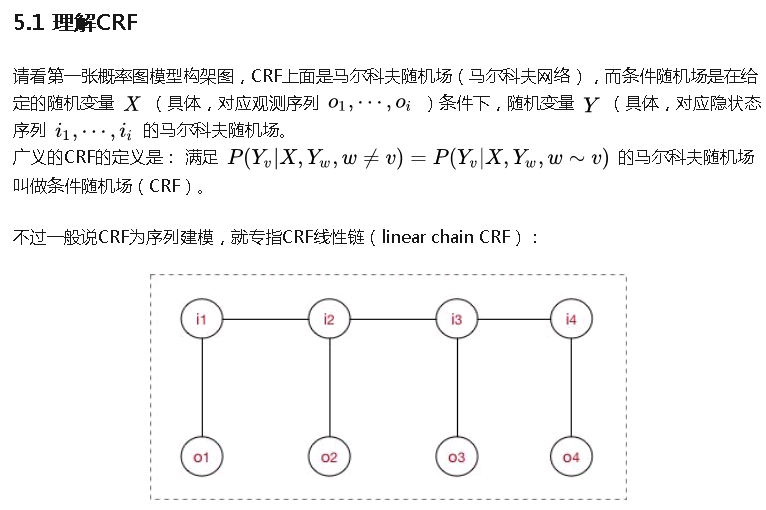 5.1 理解CRF
请看第一张概率图模型构架图，CRF上面是马尔科夫随机场（马尔科夫网络），而条件随机场是在给
定的随机变量 X （具体，对应观测序列 o₁,⋯,oᵢ ）条件下，随机变量 Y （具体，对应隐状态
序列 i₁,⋯,iᵢ 的马尔科夫随机场。
广义的CRF的定义是： 满足 P(Yᵥ|X,Y_w,w ≠ v) = P(Yᵥ|X,Y_w,w ∼ v) 的马尔科夫随机场
叫做条件随机场（CRF）。
不过一般说CRF为序列建模，就专指CRF线性链（linear chain CRF）：
i1 i2 i3 i4
o1 o2 o3 o4